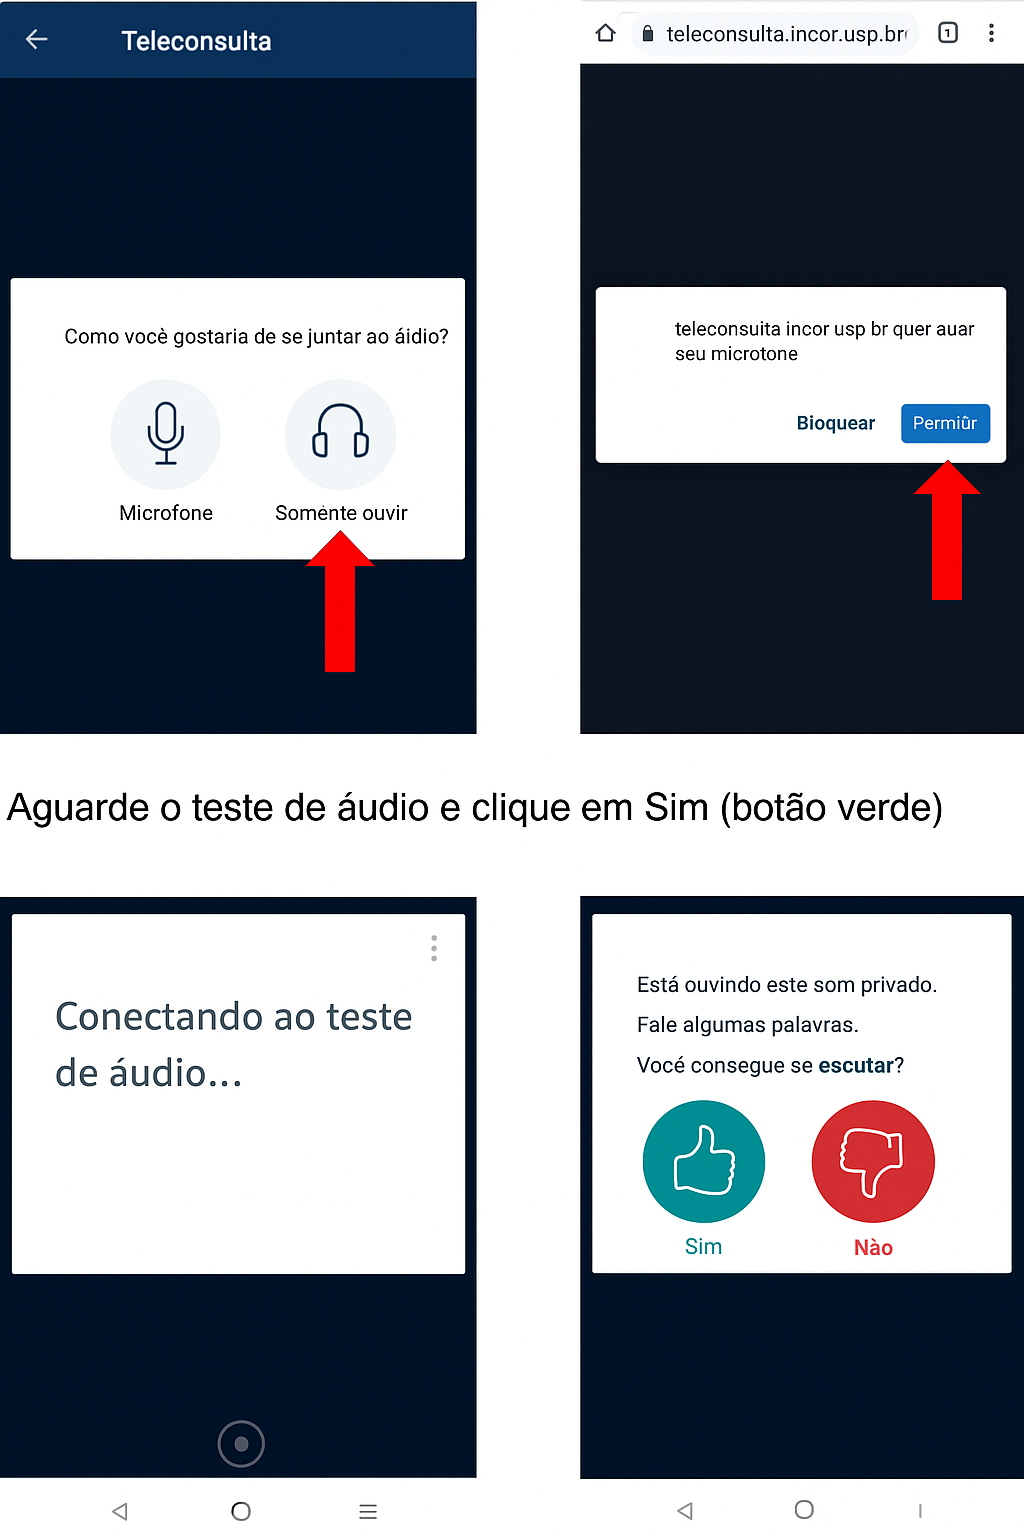 Teleconsulta
Como vocè gostaria de se juntar ao áidio?
Microfone
Somente ouvir
1
teleconsulta.incor.usp.br
teleconsuita incor usp br quer auar
seu microtone
Bioquear
Permiûr
Aguarde o teste de áudio e clique em Sim (botão verde)
Conectando ao teste
de áudio...
Está ouvindo este som privado.
Fale algumas palavras.
Vocé consegue se escutar?
Sim
Nào